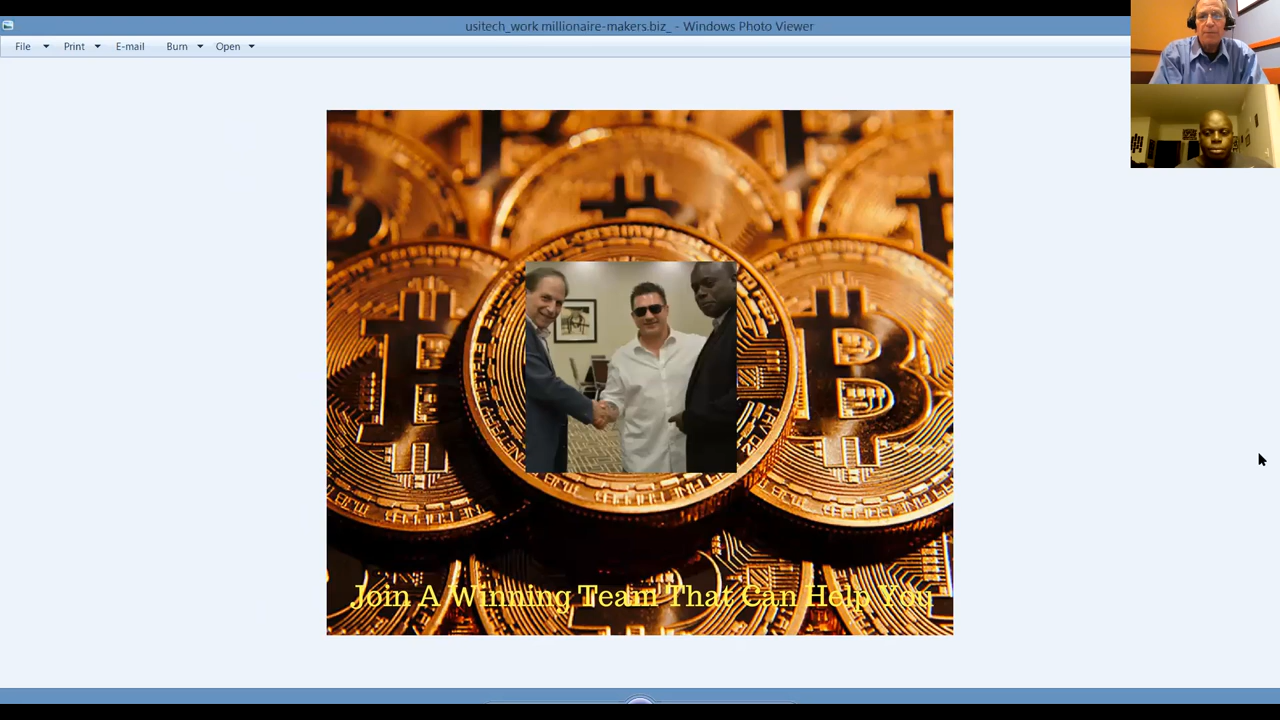 usitech_work millionaire-makers.biz_ - Windows Photo Viewer
File Print E-mail Burn Open
Join A Winning Team That Can Help You